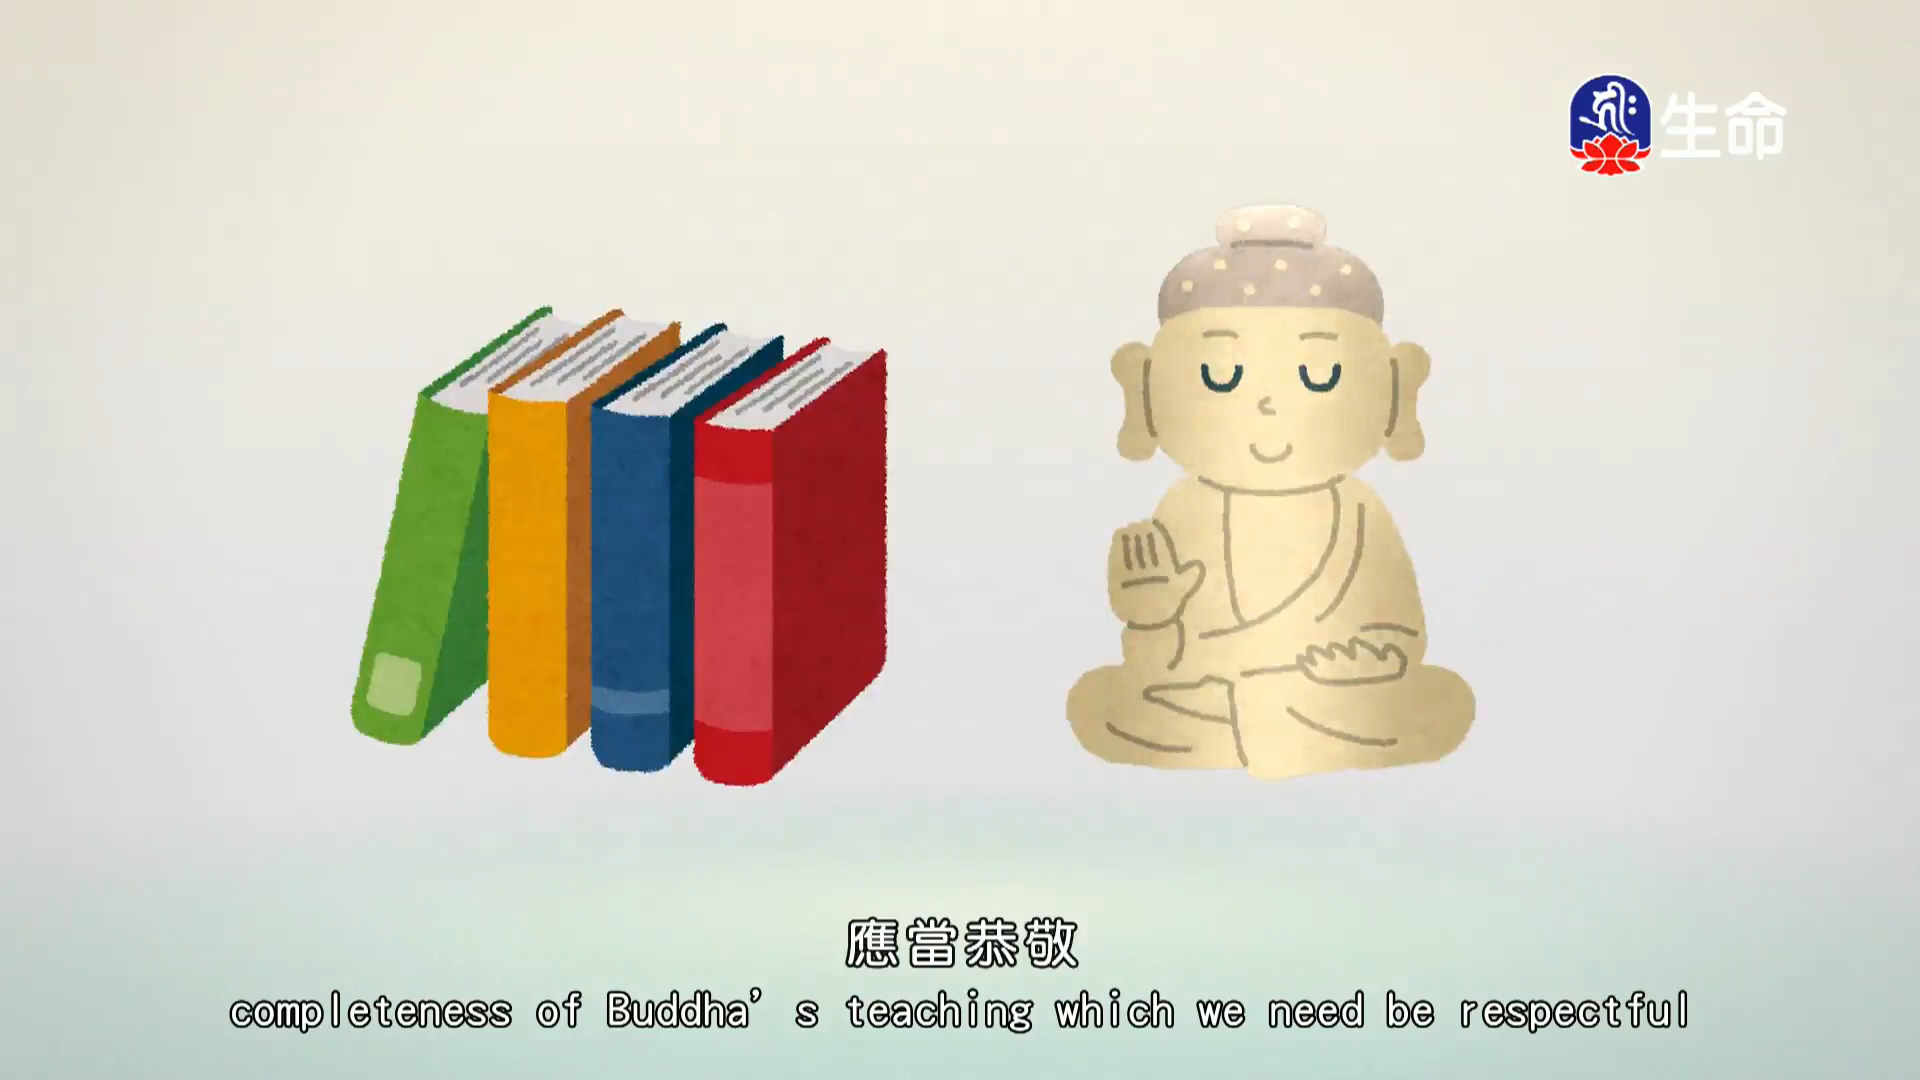 生命
應當恭敬
completeness of Buddha’s teaching which we need be respectful